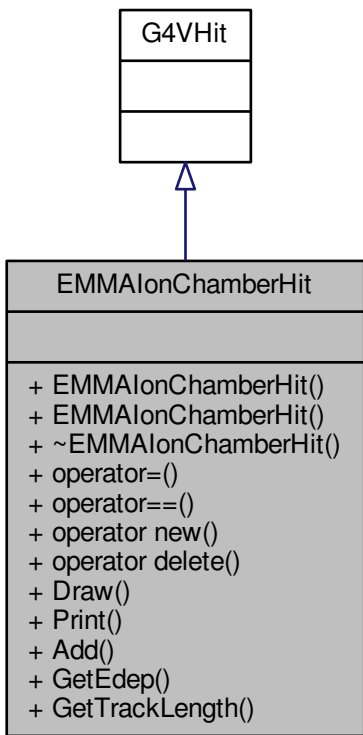 G4VHit
EMMAIonChamberHit
+ EMMAIonChamberHit()
+ EMMAIonChamberHit()
+ ~EMMAIonChamberHit()
+ operator=()
+ operator==()
+ operator new()
+ operator delete()
+ Draw()
+ Print()
+ Add()
+ GetEdep()
+ GetTrackLength()